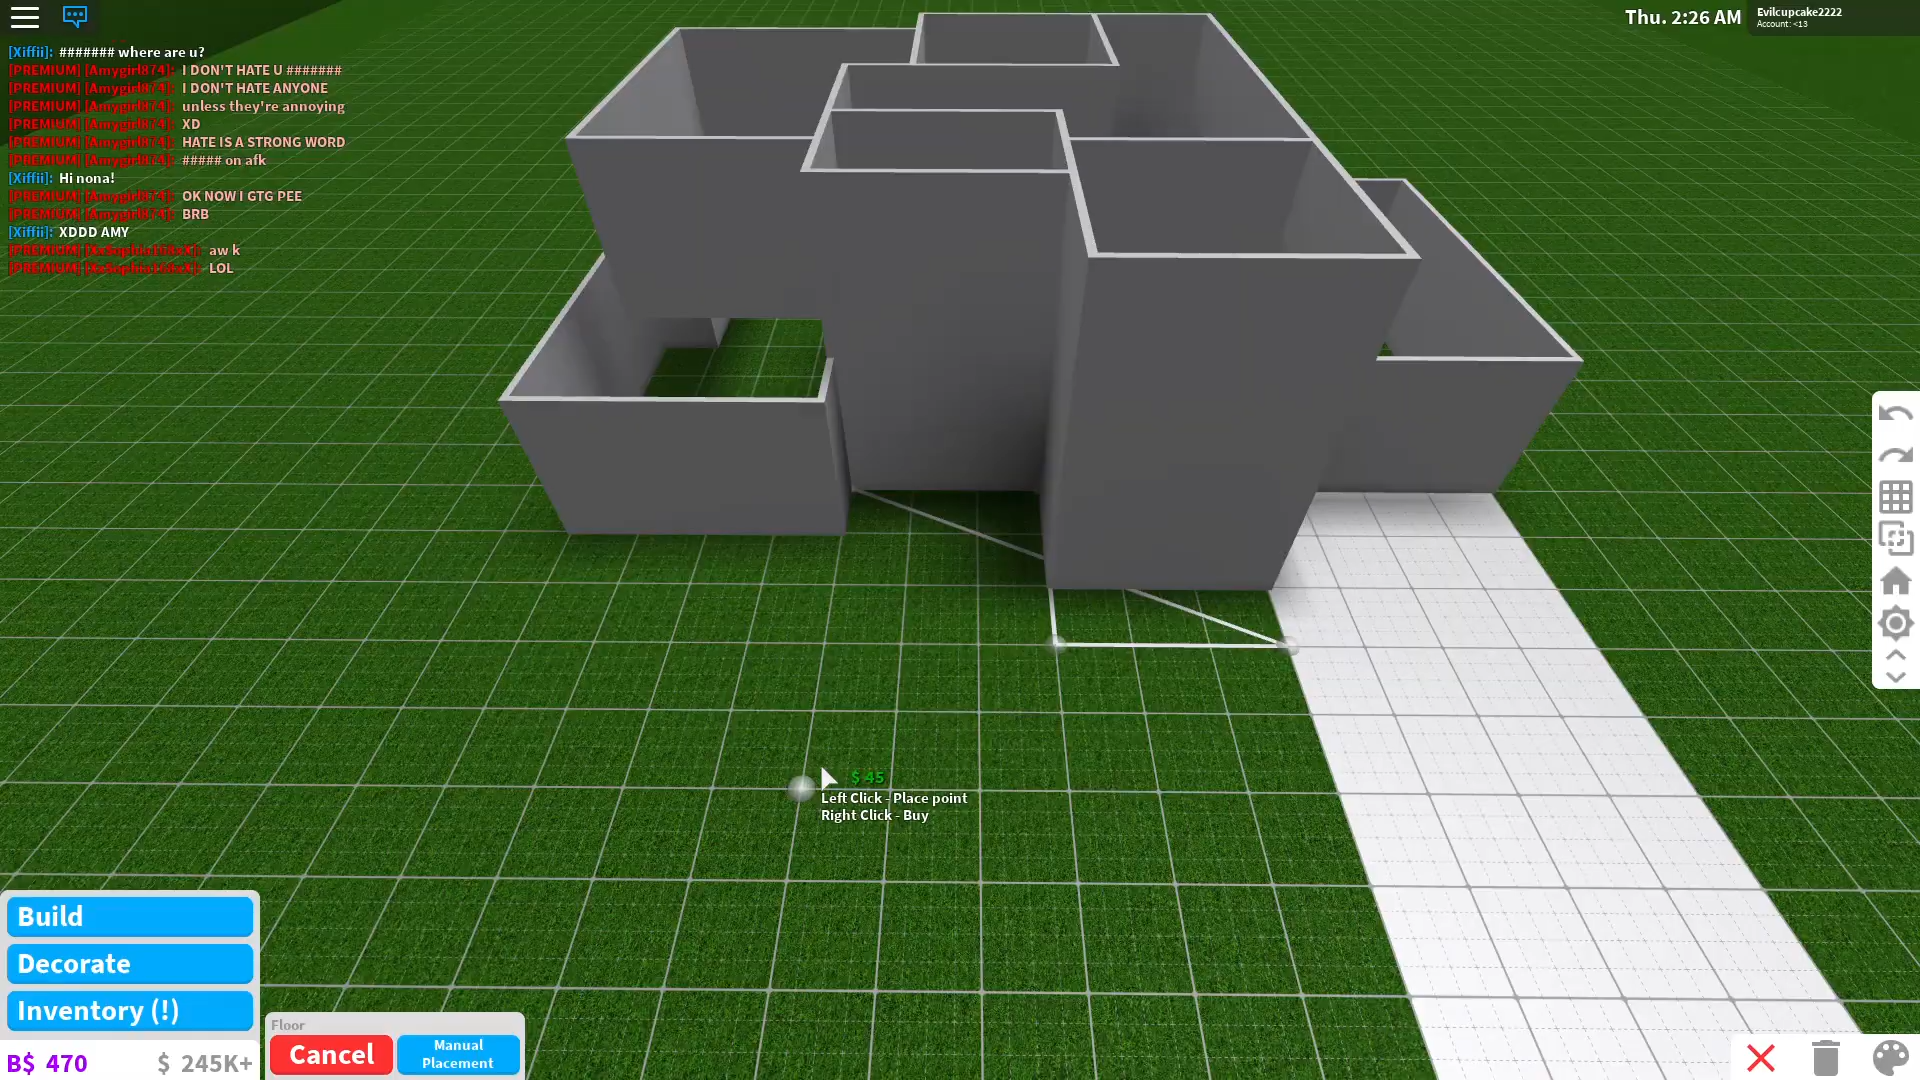 Thu. 2:26 AM
Evilcupcake2222
Account: <13
[Xiffii]: ####### where are u?
[PREMIUM] [Amygirl874]: I DON'T HATE U #######
[PREMIUM] [Amygirl874]: I DON'T HATE ANYONE
[PREMIUM] [Amygirl874]: unless they're annoying
[PREMIUM] [Amygirl874]: XD
[PREMIUM] [Amygirl874]: HATE IS A STRONG WORD
[PREMIUM] [Amygirl874]: ##### on afk
[Xiffii]: Hi nona!
[PREMIUM] [Amygirl874]: OK NOW I GTG PEE
[PREMIUM] [Amygirl874]: BRB
[Xiffii]: XDDD AMY
[PREMIUM] aw k
[PREMIUM] LOL
$ 45
Left Click - Place point
Right Click - Buy
Build
Decorate
Inventory (!)
B$ 470 $ 245K+
Floor
Cancel
Manual
Placement